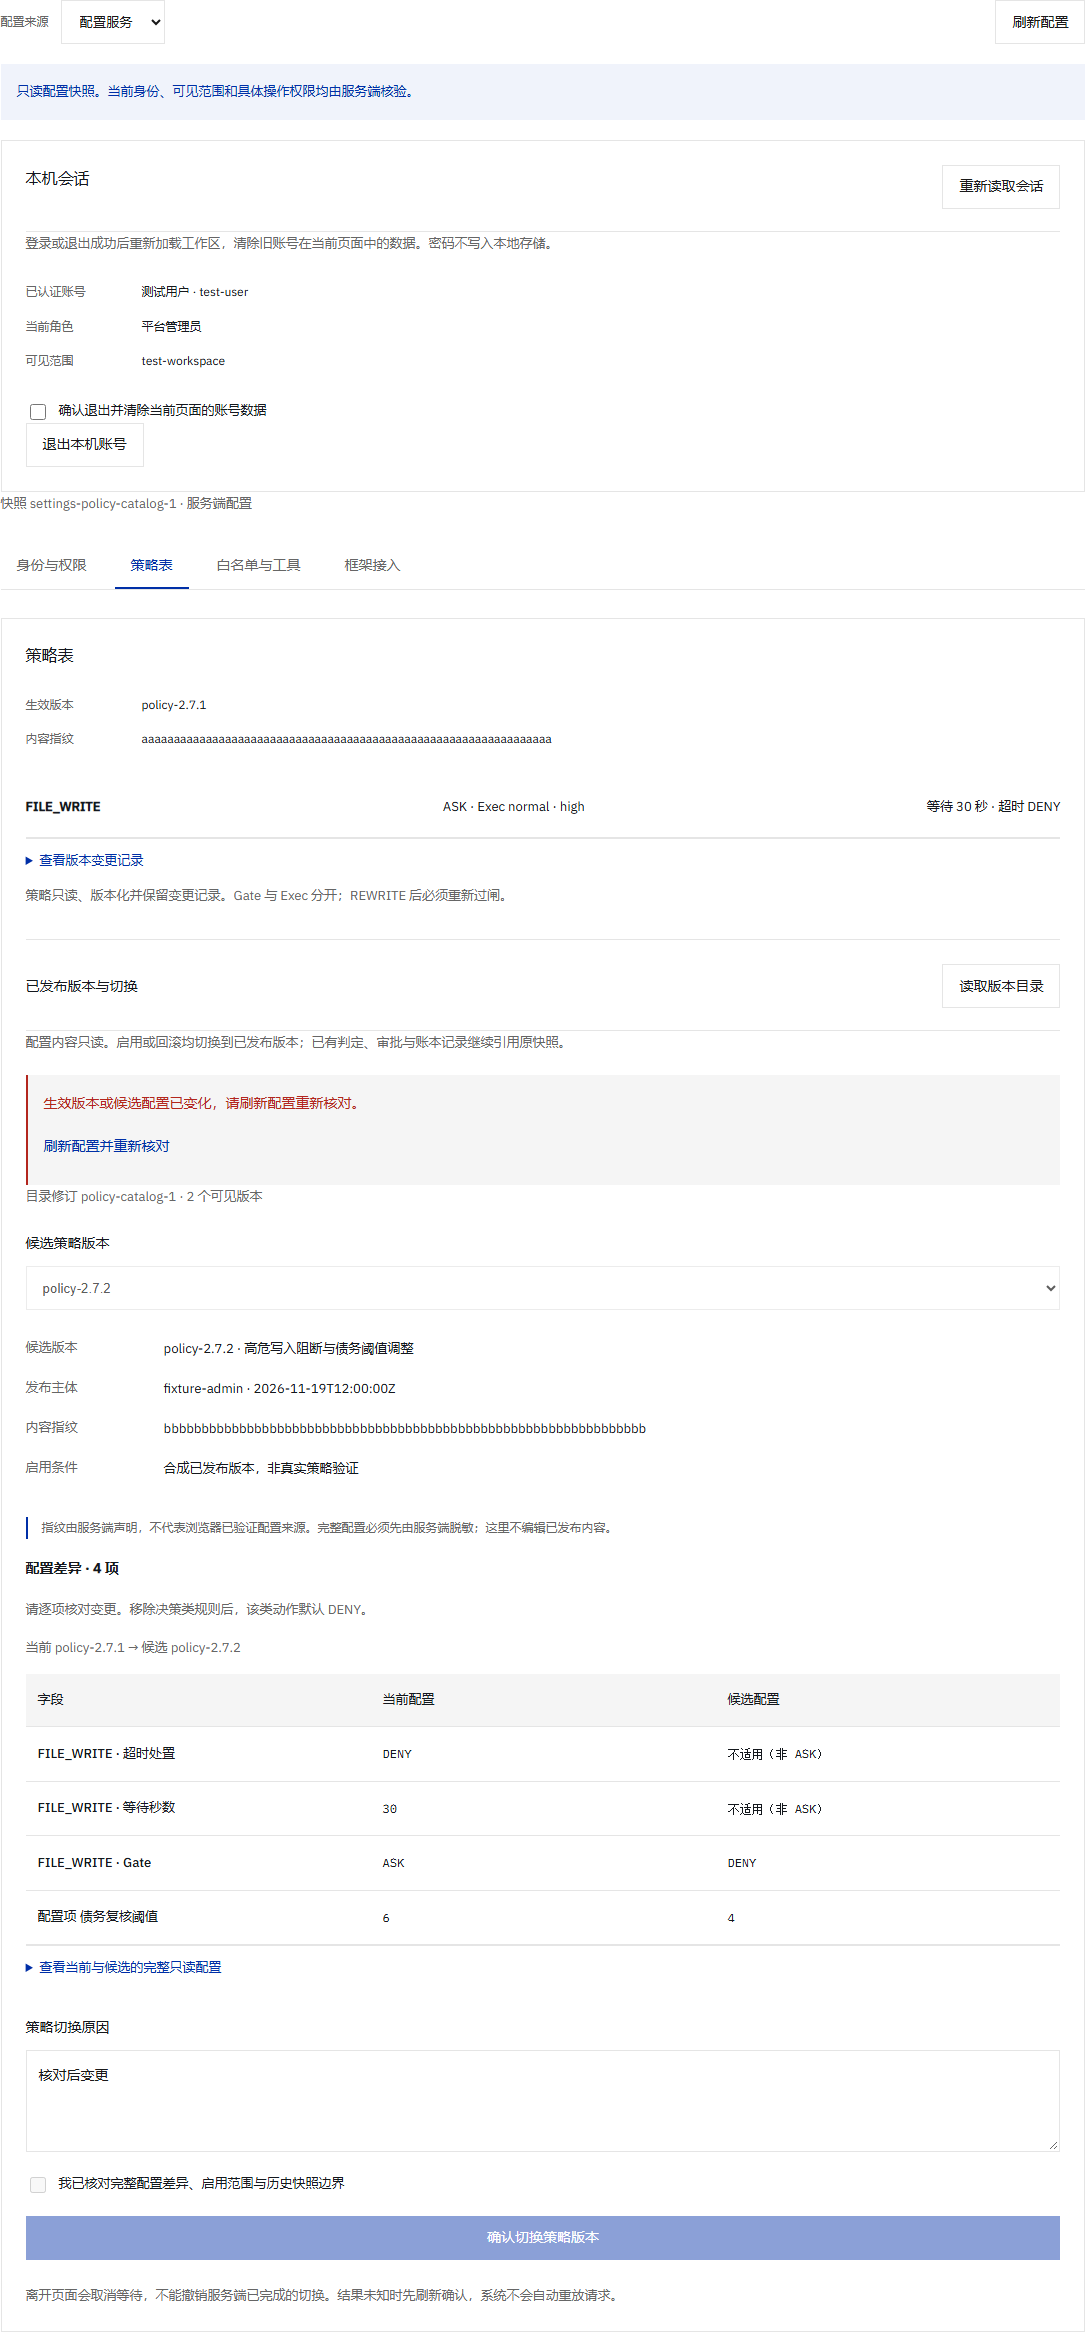 配置来源 配置服务 刷新配置
只读配置快照。当前身份、可见范围和具体操作权限均由服务端核验。
本机会话 重新读取会话
登录或退出成功后重新加载工作区，清除旧账号在当前页面中的数据。密码不写入本地存储。
已认证账号 测试用户 · test-user
当前角色 平台管理员
可见范围 test-workspace
确认退出并清除当前页面的账号数据
退出本机账号
快照 settings-policy-catalog-1 · 服务端配置
身份与权限 策略表 白名单与工具 框架接入
策略表
生效版本 policy-2.7.1
内容指纹 aaaaaaaaaaaaaaaaaaaaaaaaaaaaaaaaaaaaaaaaaaaaaaaaaaaaaaaaaaaaaaaa
FILE_WRITE ASK · Exec normal · high 等待 30 秒 · 超时 DENY
查看版本变更记录
策略只读、版本化并保留变更记录。Gate 与 Exec 分开；REWRITE 后必须重新过闸。
已发布版本与切换 读取版本目录
配置内容只读。启用或回滚均切换到已发布版本；已有判定、审批与账本记录继续引用原快照。
生效版本或候选配置已变化，请刷新配置重新核对。
刷新配置并重新核对
目录修订 policy-catalog-1 · 2 个可见版本
候选策略版本
policy-2.7.2
候选版本 policy-2.7.2 · 高危写入阻断与债务阈值调整
发布主体 fixture-admin · 2026-11-19T12:00:00Z
内容指纹 bbbbbbbbbbbbbbbbbbbbbbbbbbbbbbbbbbbbbbbbbbbbbbbbbbbbbbbbbbbbbbbb
启用条件 合成已发布版本，非真实策略验证
指纹由服务端声明，不代表浏览器已验证配置来源。完整配置必须先由服务端脱敏；这里不编辑已发布内容。
配置差异 · 4 项
请逐项核对变更。移除决策类规则后，该类动作默认 DENY。
当前 policy-2.7.1 → 候选 policy-2.7.2
字段 当前配置 候选配置
FILE_WRITE · 超时处置 DENY 不适用（非 ASK）
FILE_WRITE · 等待秒数 30 不适用（非 ASK）
FILE_WRITE · Gate ASK DENY
配置项 债务复核阈值 6 4
查看当前与候选的完整只读配置
策略切换原因
核对后变更
我已核对完整配置差异、启用范围与历史快照边界
确认切换策略版本
离开页面会取消等待，不能撤销服务端已完成的切换。结果未知时先刷新确认，系统不会自动重放请求。